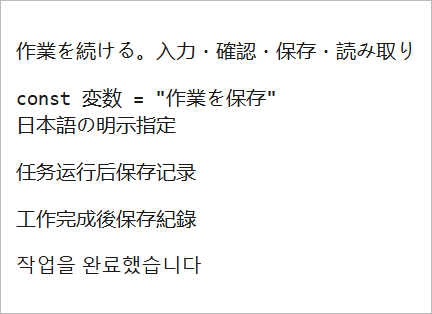 作業を続ける。入力・確認・保存・読み取り
const 変数 = "作業を保存"
日本語の明示指定
任务运行后保存记录
工作完成後保存紀錄
작업을 완료했습니다